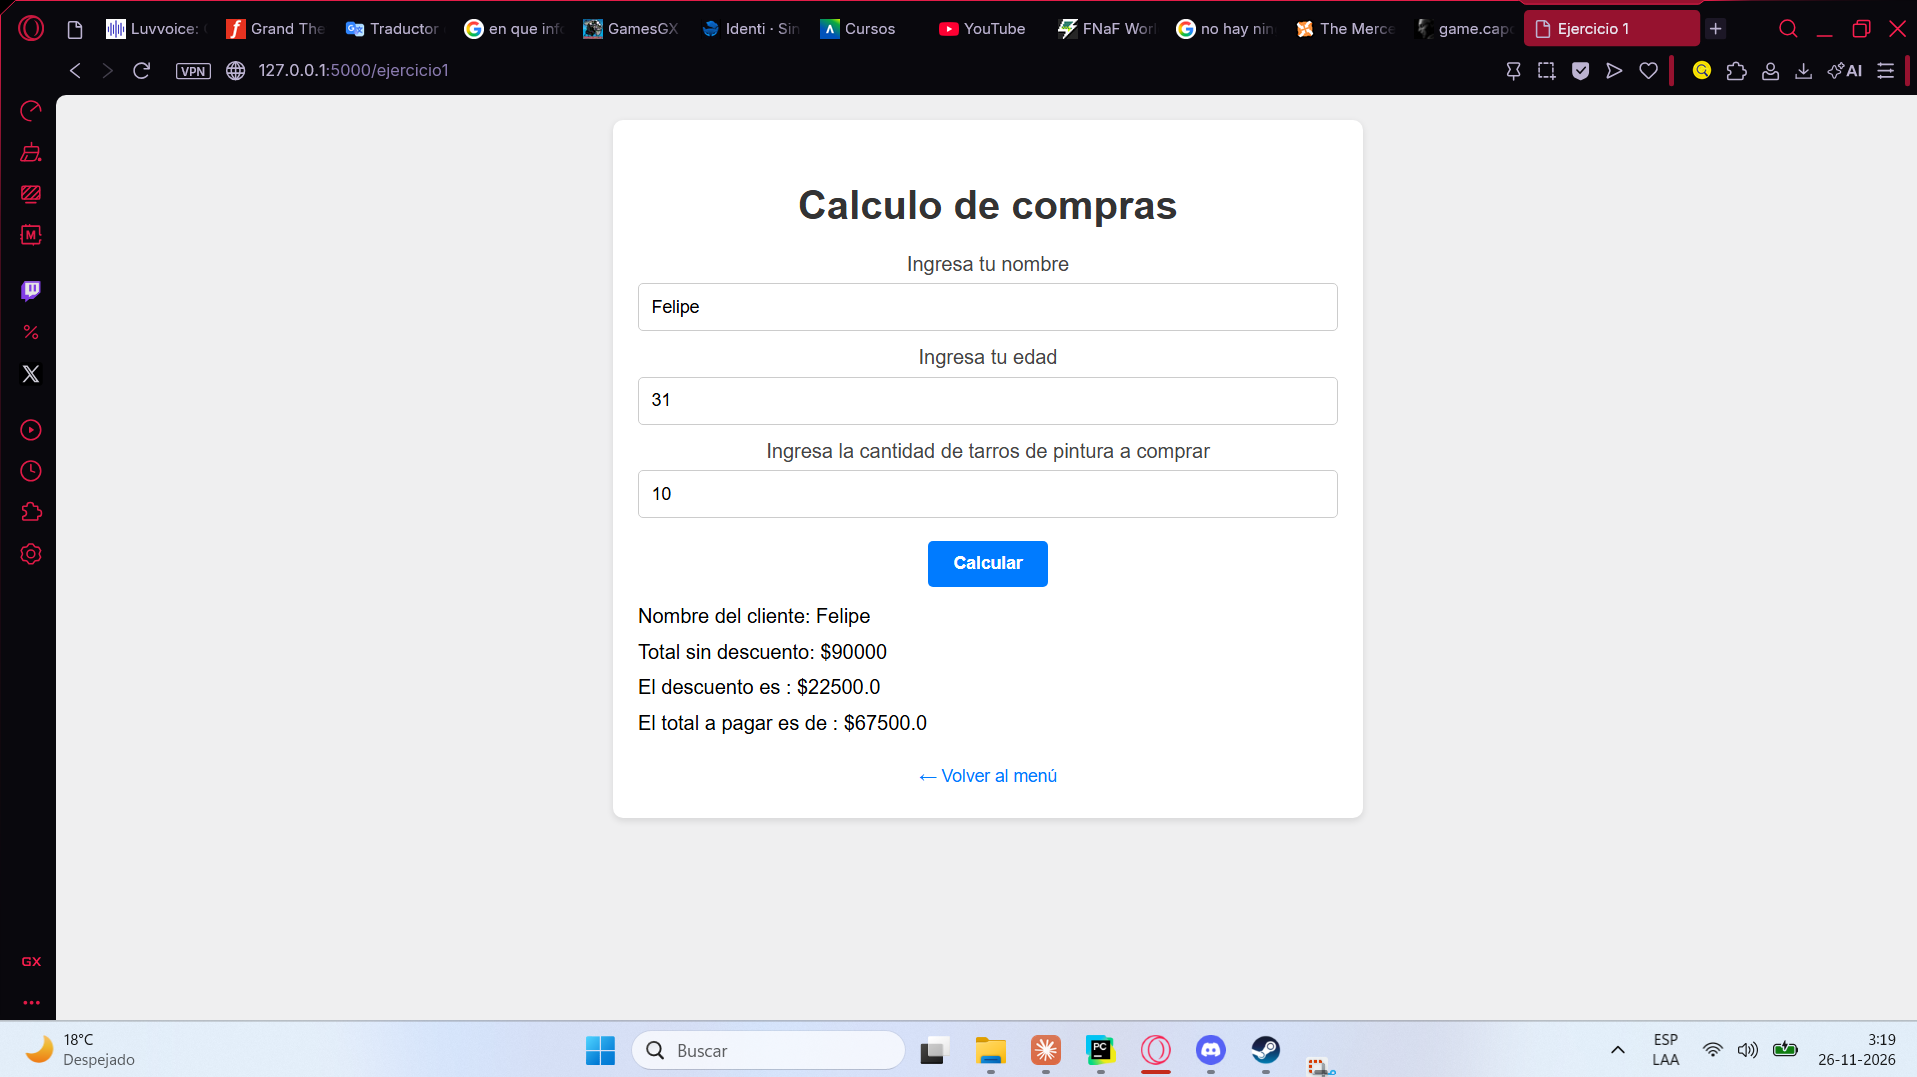 Luvvoice:
Grand The
Traductor
en que info
GamesGX
Identi · Sin
Cursos
YouTube
FNaF Worl
no hay nin
The Merce
game.capc
Ejercicio 1
VPN
127.0.0.1:5000/ejercicio1
AI
Calculo de compras
Ingresa tu nombre
Felipe
Ingresa tu edad
31
Ingresa la cantidad de tarros de pintura a comprar
10
Calcular
Nombre del cliente: Felipe
Total sin descuento: $90000
El descuento es : $22500.0
El total a pagar es de : $67500.0
← Volver al menú
GX
18°C
Despejado
Buscar
PC
ESP
LAA
3:19
26-11-2026